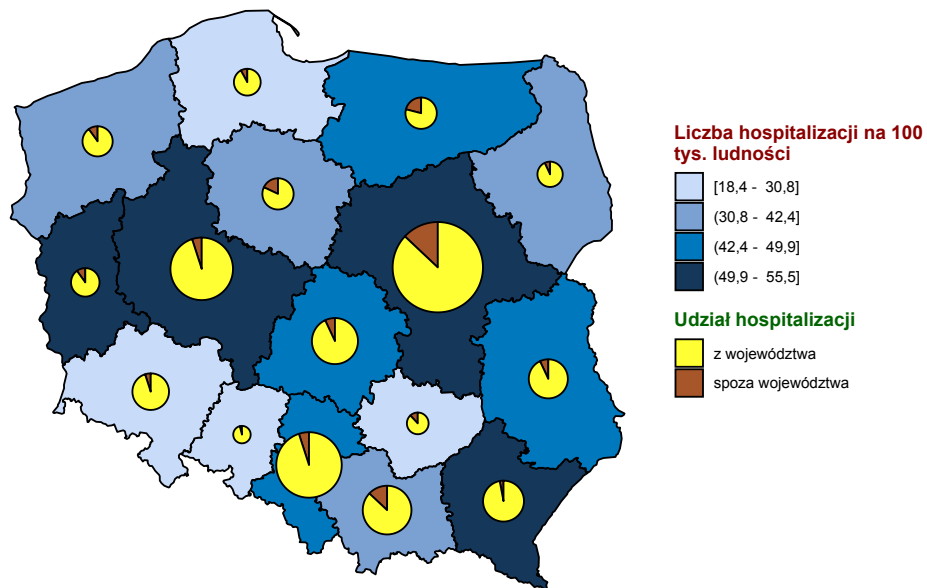 Liczba hospitalizacji na 100
tys. ludności
[18,4 - 30,8]
(30,8 - 42,4]
(42,4 - 49,9]
(49,9 - 55,5]
Udział hospitalizacji
z województwa
spoza województwa